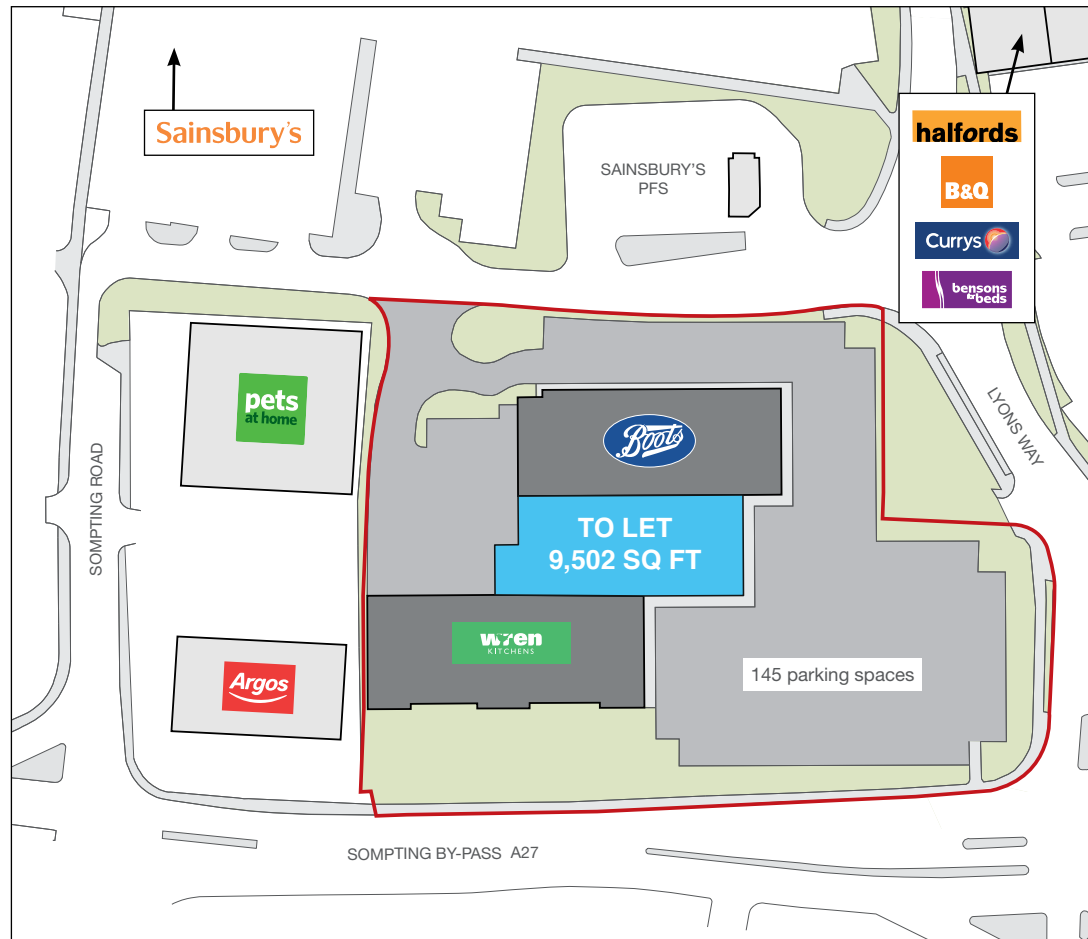 Sainsbury's
SAINSBURY'S
PFS
halfords
B&Q
Currys
bensons
for beds
pets
at home
Boots
LYONS WAY
SOMPTING ROAD
TO LET
9,502 SQ FT
wren
KITCHENS
Argos
145 parking spaces
SOMPTING BY-PASS A27